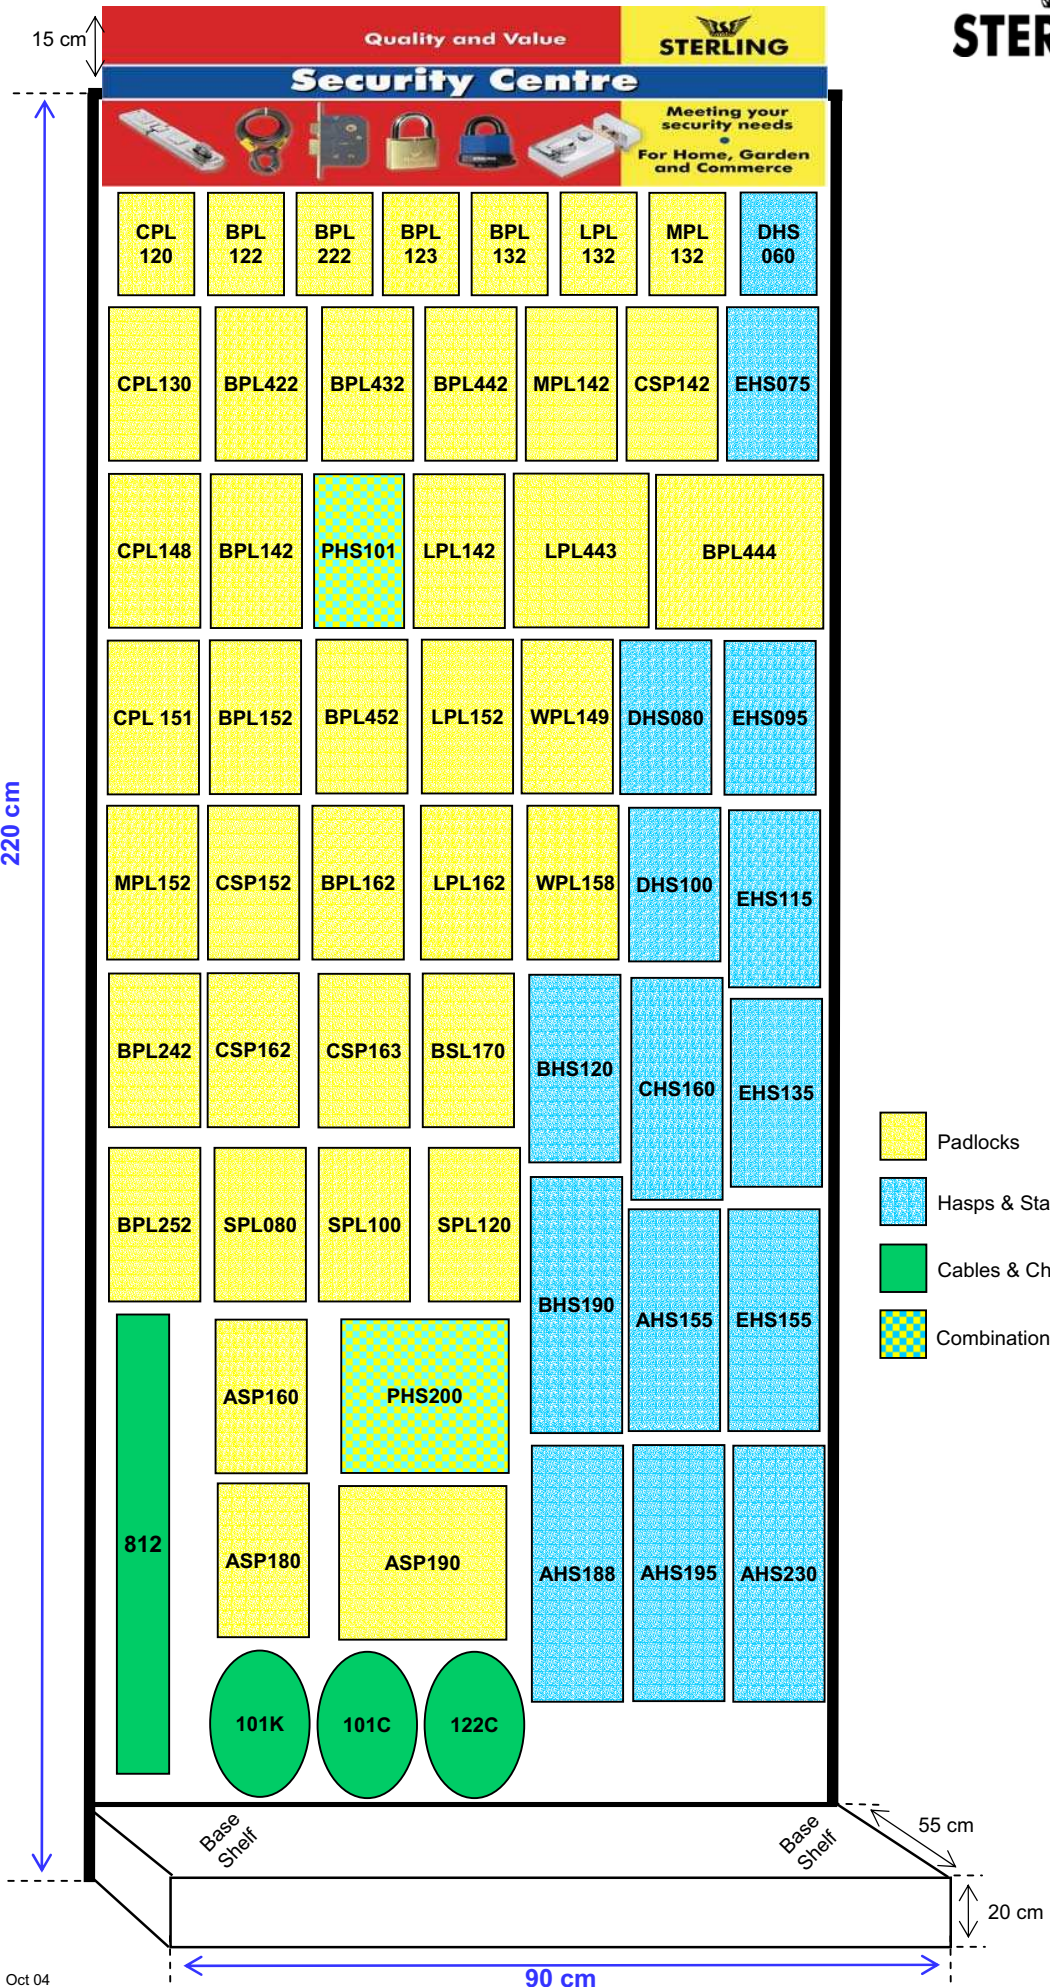 15 cm
Quality and Value
STERLING
STER
Security Centre
Meeting your
security needs
•
For Home, Garden
and Commerce
CPL
120
BPL
122
BPL
222
BPL
123
BPL
132
LPL
132
MPL
132
DHS
060
CPL130
BPL422
BPL432
BPL442
MPL142
CSP142
EHS075
CPL148
BPL142
PHS101
LPL142
LPL443
BPL444
CPL 151
BPL152
BPL452
LPL152
WPL149
DHS080
EHS095
220 cm
MPL152
CSP152
BPL162
LPL162
WPL158
DHS100
EHS115
BPL242
CSP162
CSP163
BSL170
BHS120
CHS160
EHS135
Padlocks
Hasps & Sta
Cables & Ch
Combination
BPL252
SPL080
SPL100
SPL120
BHS190
AHS155
EHS155
ASP160
PHS200
812
ASP180
ASP190
AHS188
AHS195
AHS230
101K
101C
122C
Base
Shelf
Base
Shelf
55 cm
20 cm
90 cm
Oct 04